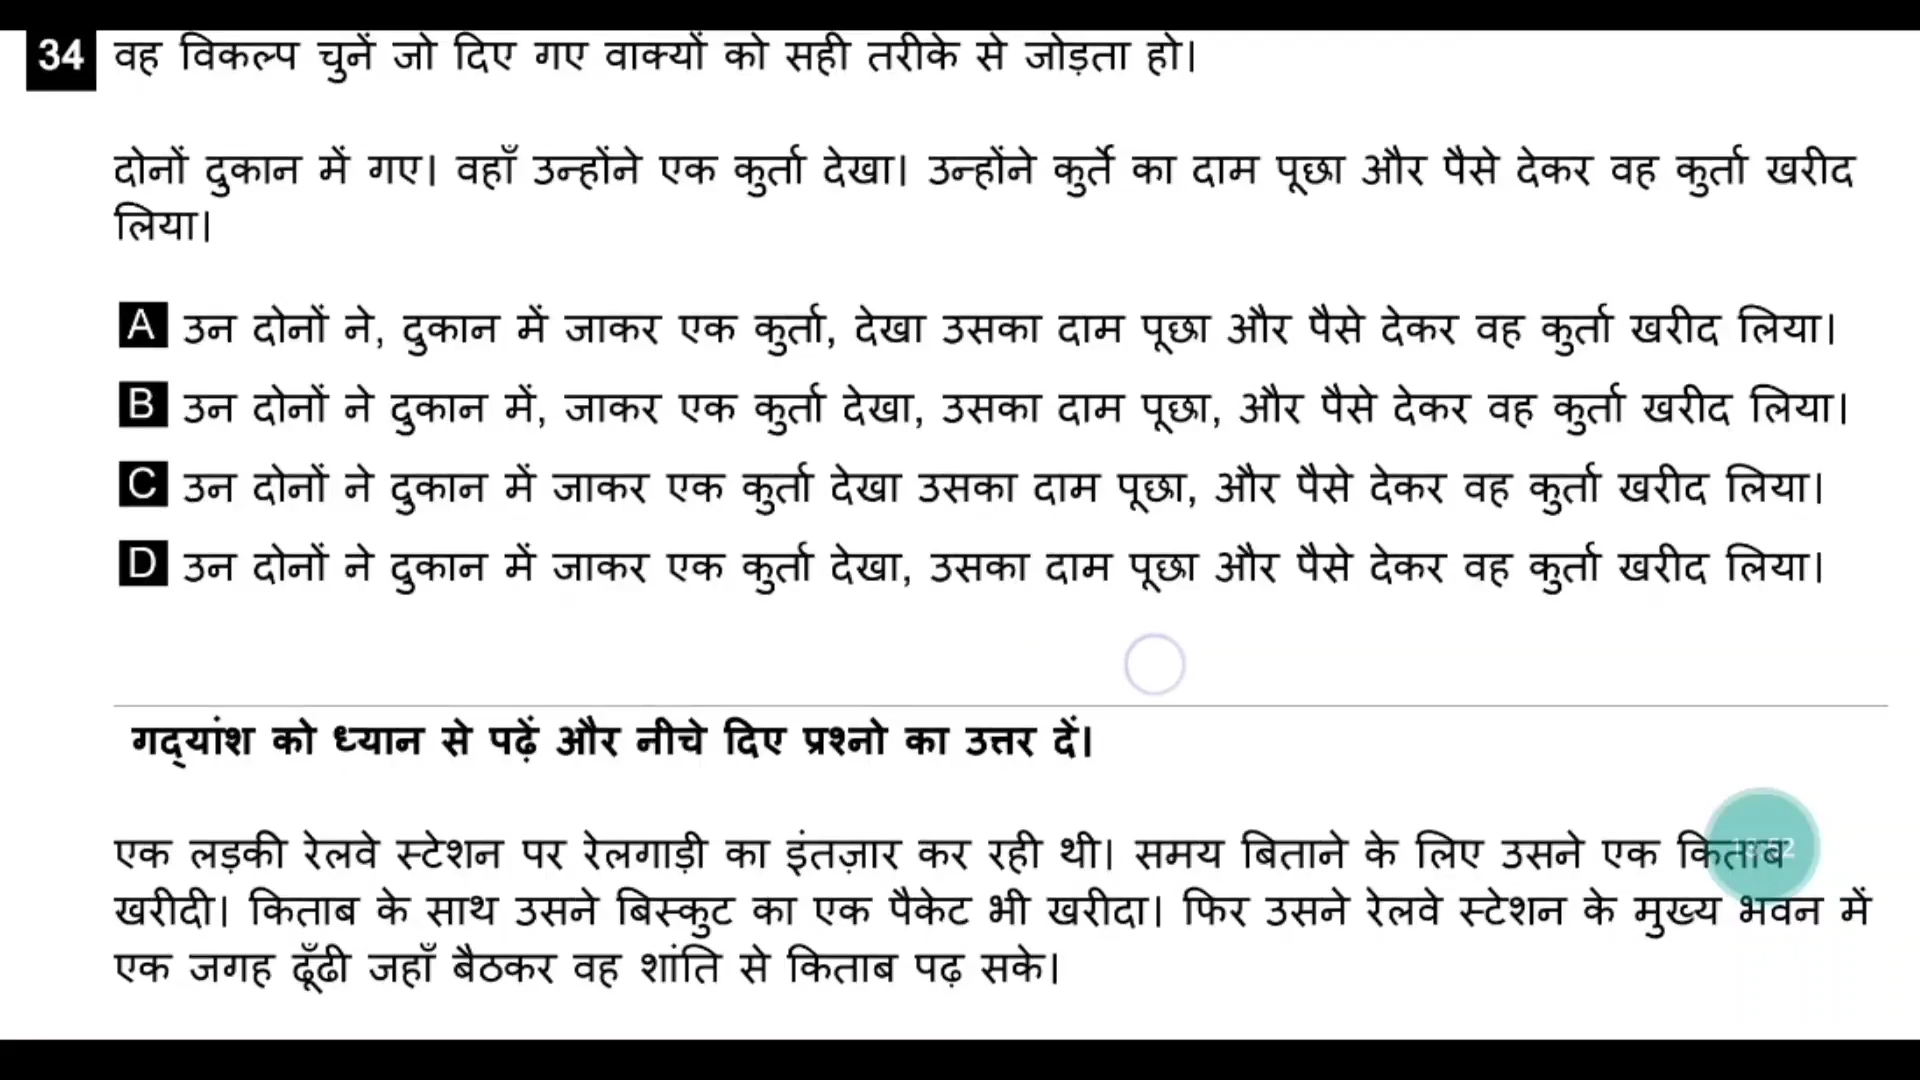 34 वह विकल्प चुनें जो दिए गए वाक्यों को सही तरीके से जोड़ता हो।
दोनों दुकान में गए। वहाँ उन्होंने एक कुर्ता देखा। उन्होंने कुर्ते का दाम पूछा और पैसे देकर वह कुर्ता खरीद
लिया।
A उन दोनों ने, दुकान में जाकर एक कुर्ता, देखा उसका दाम पूछा और पैसे देकर वह कुर्ता खरीद लिया।
B उन दोनों ने दुकान में, जाकर एक कुर्ता देखा, उसका दाम पूछा, और पैसे देकर वह कुर्ता खरीद लिया।
C उन दोनों ने दुकान में जाकर एक कुर्ता देखा उसका दाम पूछा, और पैसे देकर वह कुर्ता खरीद लिया।
D उन दोनों ने दुकान में जाकर एक कुर्ता देखा, उसका दाम पूछा और पैसे देकर वह कुर्ता खरीद लिया।
गद्‌यांश को ध्यान से पढ़ें और नीचे दिए प्रश्नो का उत्तर दें।
एक लड़की रेलवे स्टेशन पर रेलगाड़ी का इंतज़ार कर रही थी। समय बिताने के लिए उसने एक किताब
खरीदी। किताब के साथ उसने बिस्कुट का एक पैकेट भी खरीदा। फिर उसने रेलवे स्टेशन के मुख्य भवन में
एक जगह ढूँढी जहाँ बैठकर वह शांति से किताब पढ़ सके।